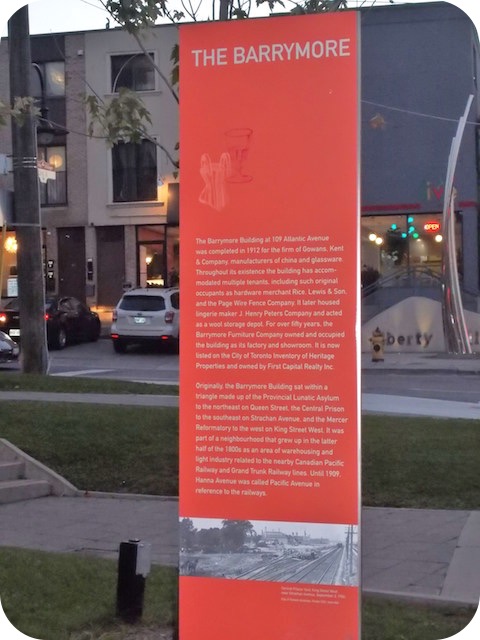 THE BARRYMORE
The Barrymore Building at 109 Atlantic Avenue
was completed in 1912 for the firm of Gowans, Kent
& Company, manufacturers of china and glassware.
Throughout its existence the building has accom-
modated multiple tenants, including such original
occupants as hardware merchant Rice, Lewis & Son,
and the Page Wire Fence Company. It later housed
lingerie maker J. Henry Peters Company and acted
as a wool storage depot. For over fifty years, the
Barrymore Furniture Company owned and occupied
the building as its factory and showroom. It is now
listed on the City of Toronto Inventory of Heritage
Properties and owned by First Capital Realty Inc.
Originally, the Barrymore Building sat within a
triangle made up of the Provincial Lunatic Asylum
to the northeast on Queen Street, the Central Prison
to the southeast on Strachan Avenue, and the Mercer
Reformatory to the west on King Street West. It was
part of a neighbourhood that grew up in the latter
half of the 1800s as an area of warehousing and
light industry related to the nearby Canadian Pacific
Railway and Grand Trunk Railway lines. Until 1909,
Hanna Avenue was called Pacific Avenue in
reference to the railways.
OPEN
berty